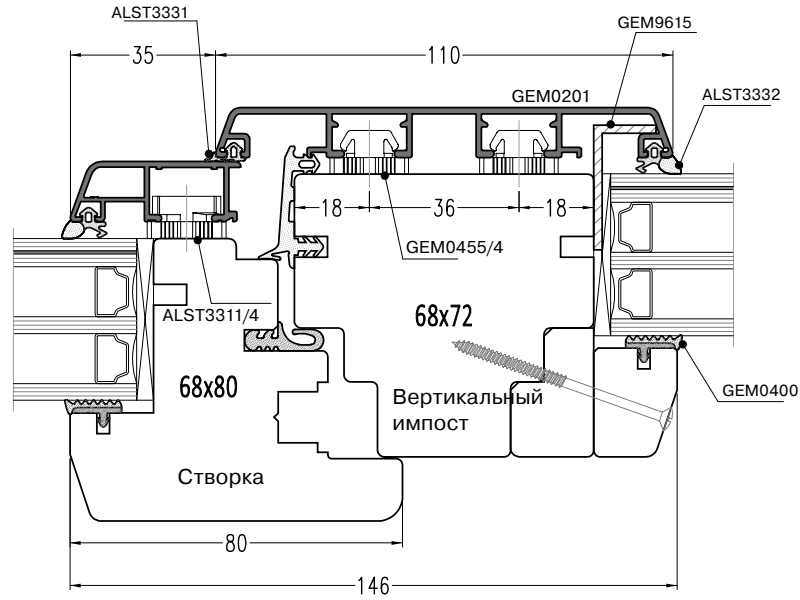 ALST3331
GEM9615
35
110
GEM0201
ALST3332
18
36
18
GEM0455/4
ALST3311/4
68x72
68x80
GEM0400
Вертикальный
импост
Створка
80
146